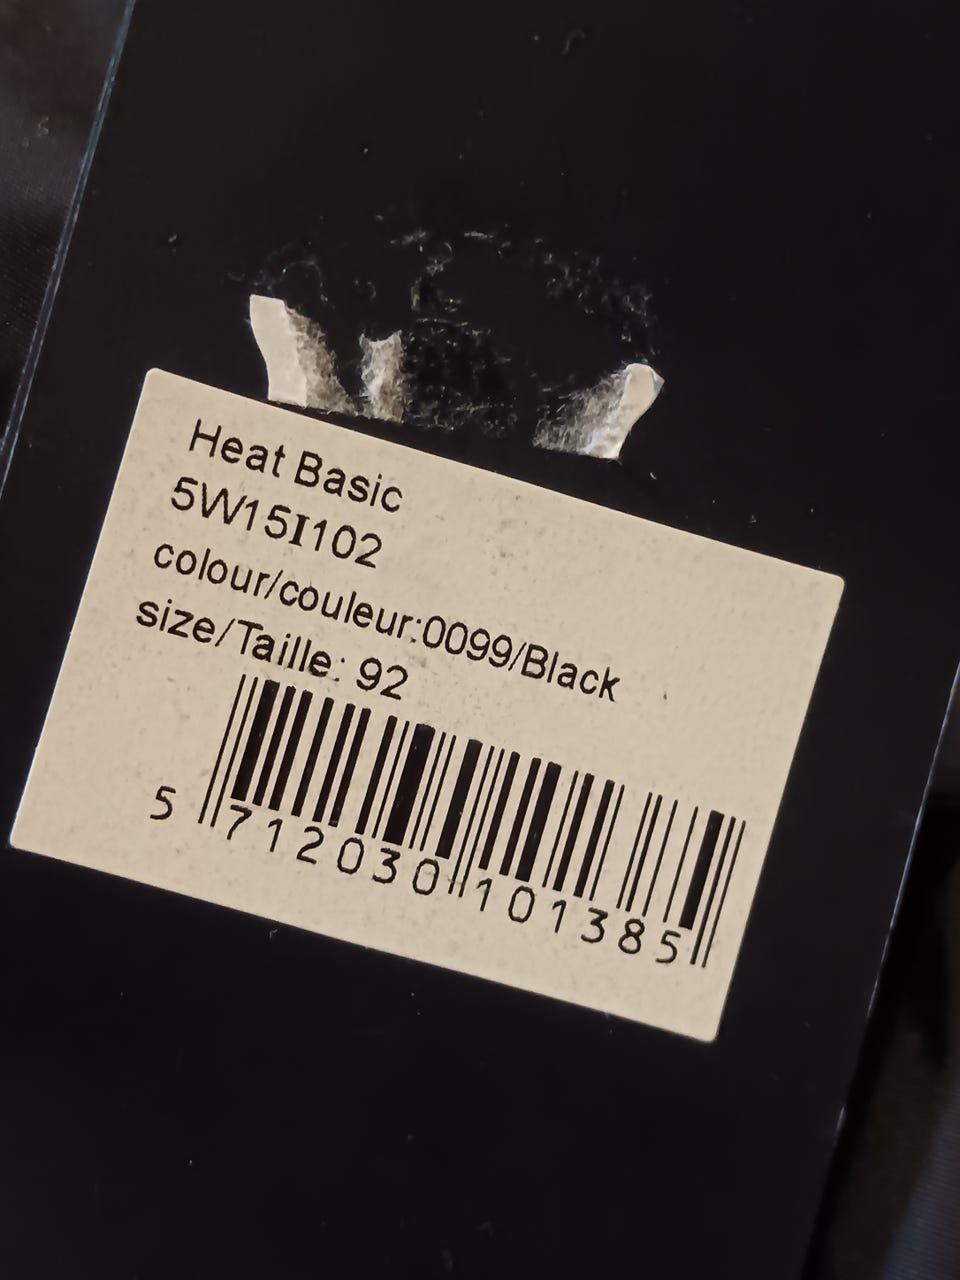 Heat Basic
5W15I102
colour/couleur:0099/Black
size/Taille: 92
5 712030 101385